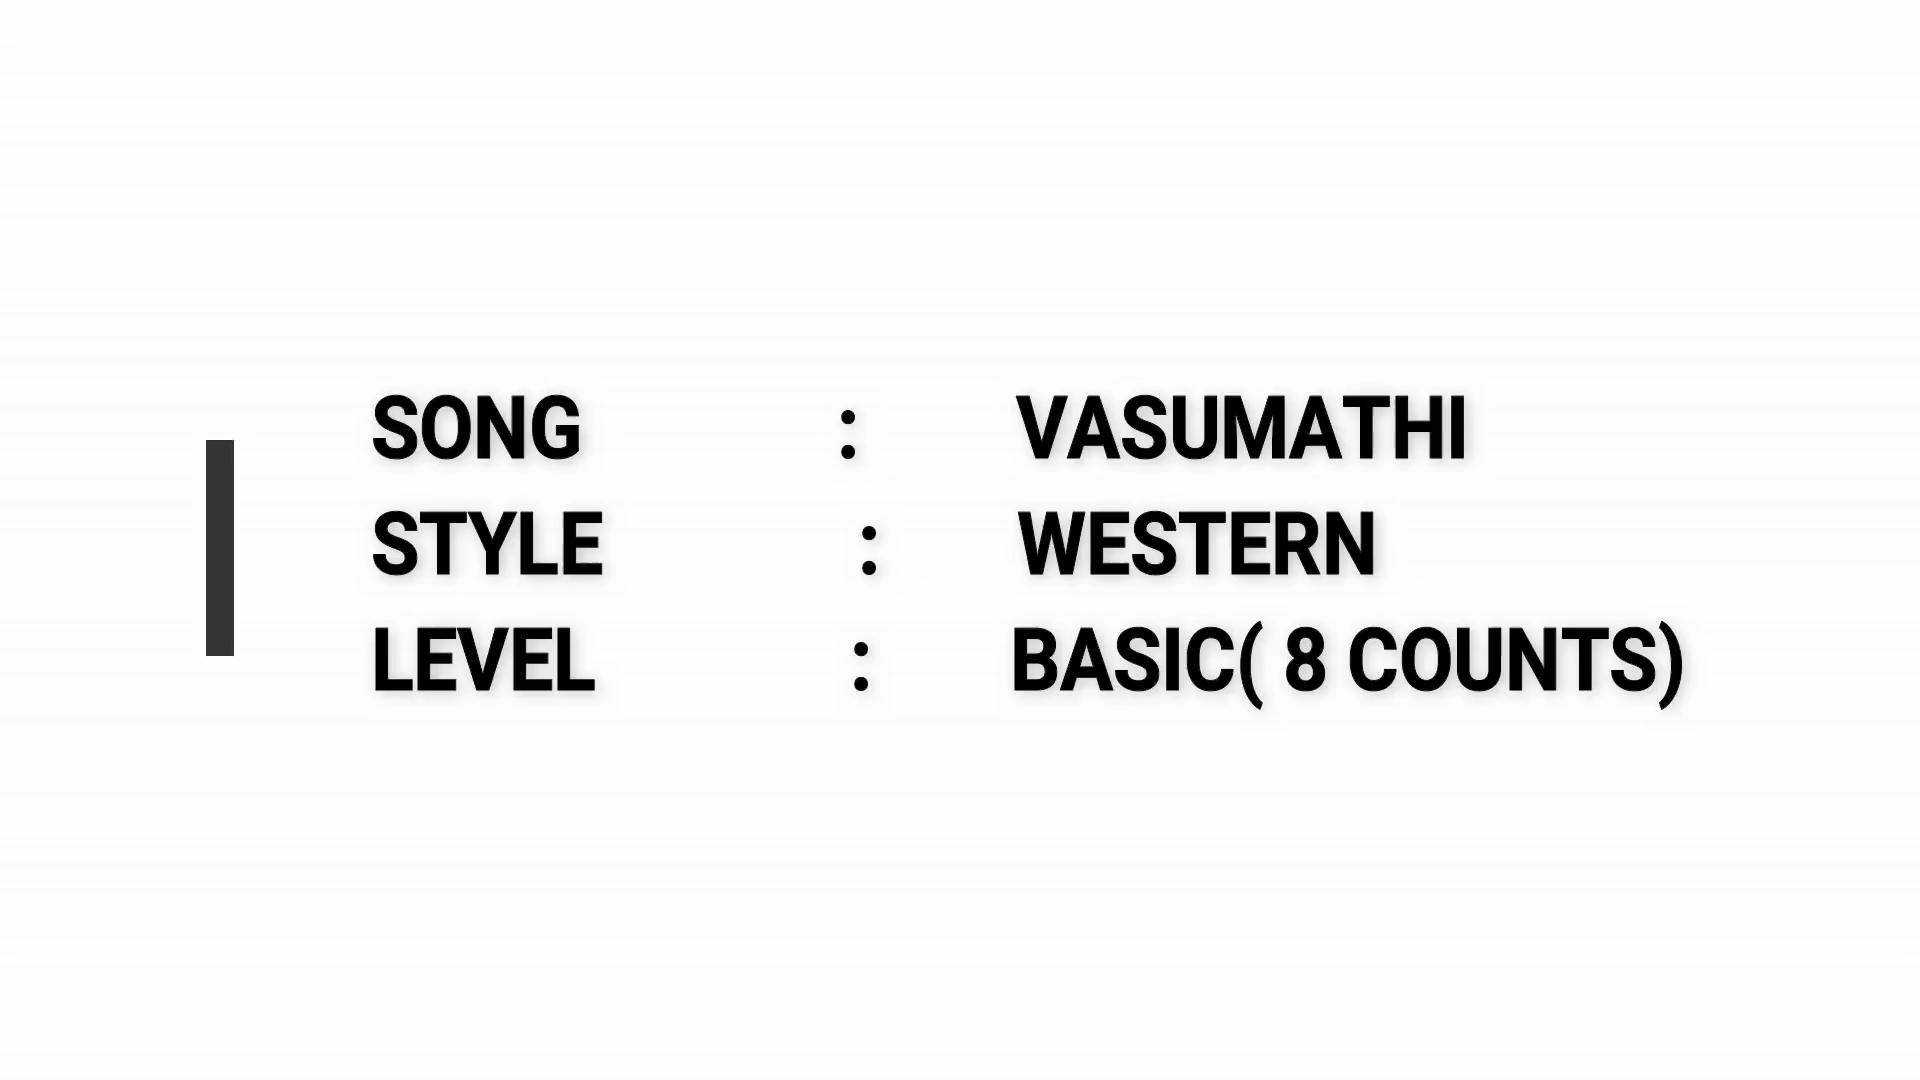 SONG : VASUMATHI
STYLE : WESTERN
LEVEL : BASIC( 8 COUNTS)